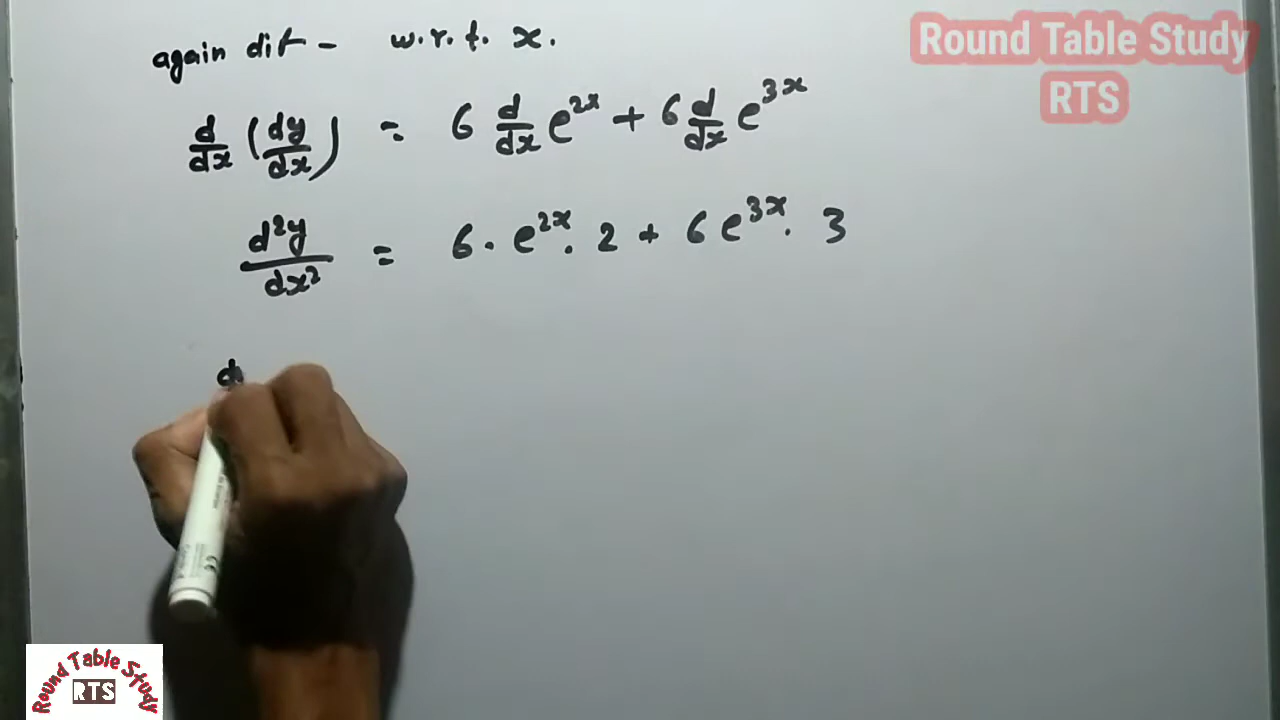 again dif - w.r.t. x.
Round Table Study
RTS
d/dx (dy/dx) = 6 d/dx e^2x + 6 d/dx e^3x
d²y/dx² = 6 . e^2x . 2 + 6 e^3x . 3
d
Round Table Study
RTS